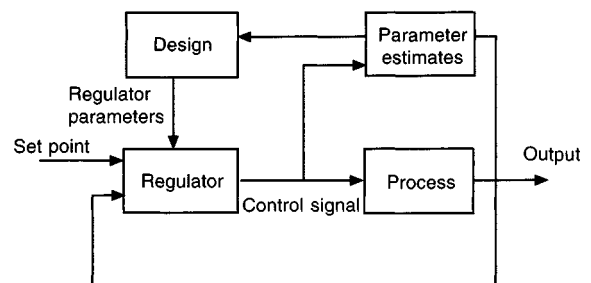 Design
Parameter
estimates
Regulator
parameters
Set point
Regulator
Control signal
Process
Output